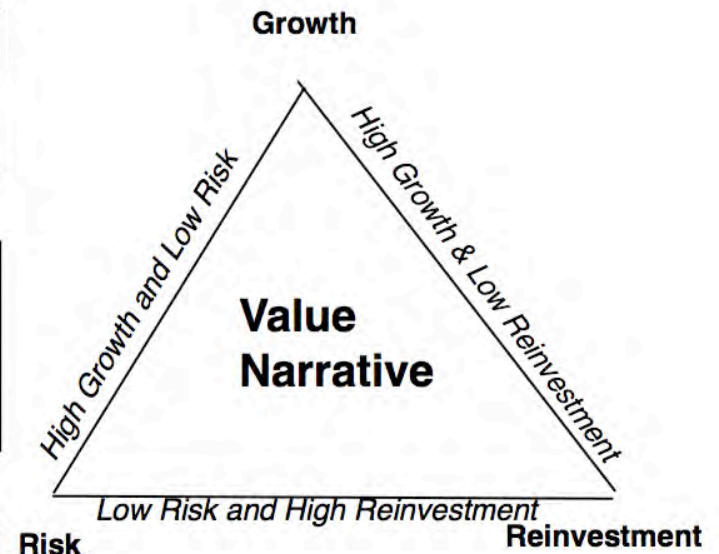 Growth
High Growth and Low Risk
High Growth & Low Reinvestment
Value
Narrative
Low Risk and High Reinvestment
Risk
Reinvestment